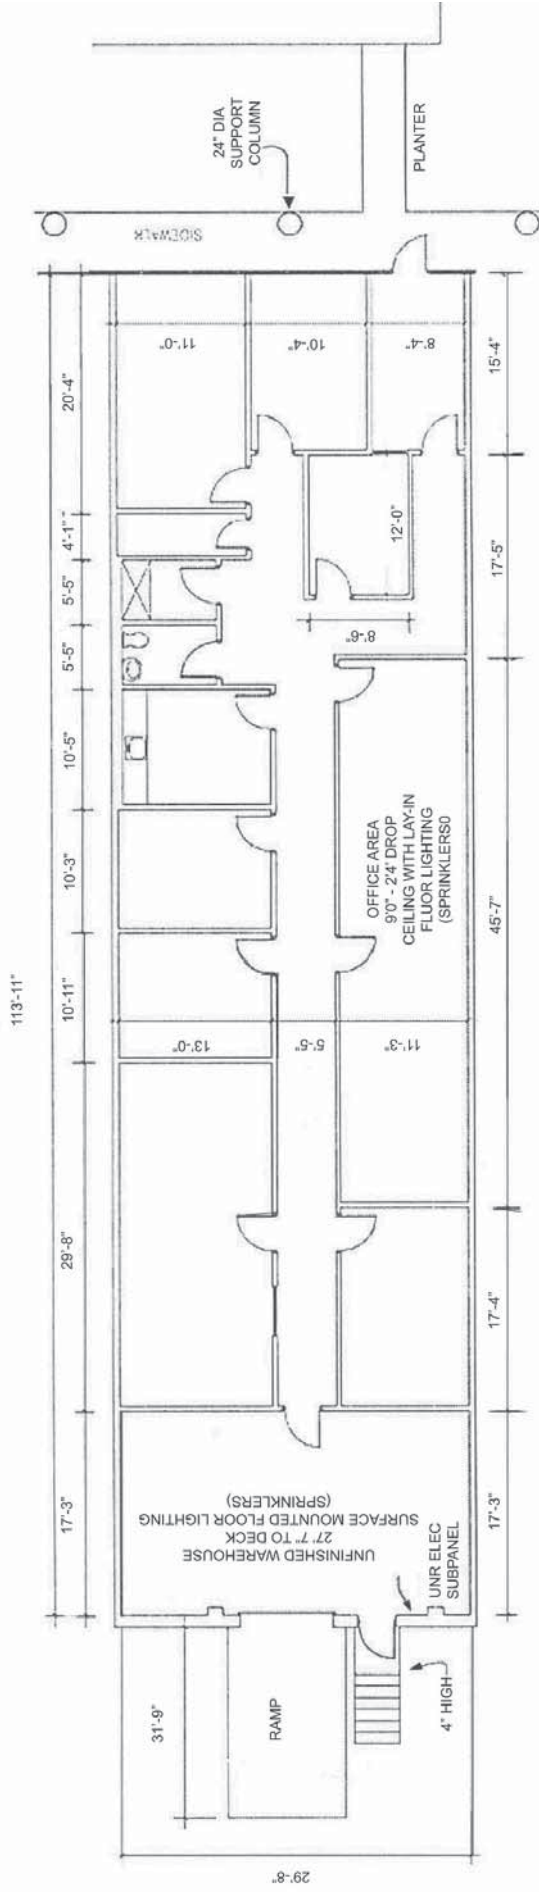 113'-11"
17'-3"
29'-8"
10'-11"
10'-3"
10'-5"
5'-5"
5'-5"
4'-1"
20'-4"
31'-9"
29'-8"
RAMP
4" HIGH
UNR ELEC
SUBPANEL
UNFINISHED WAREHOUSE
27' 7" TO DECK
SURFACE MOUNTED FLOOR LIGHTING
(SPRINKLERS)
13'-0"
5'-5"
11'-3"
OFFICE AREA
9'0" - 2'4' DROP
CEILING WITH LAY-IN
FLUOR LIGHTING
(SPRINKLERS0
8'-6"
12'-0"
11'-0"
10'-4"
8'-4"
SIDEWALK
24" DIA
SUPPORT
COLUMN
PLANTER
17'-3"
17'-4"
45'-7"
17'-5"
15'-4"